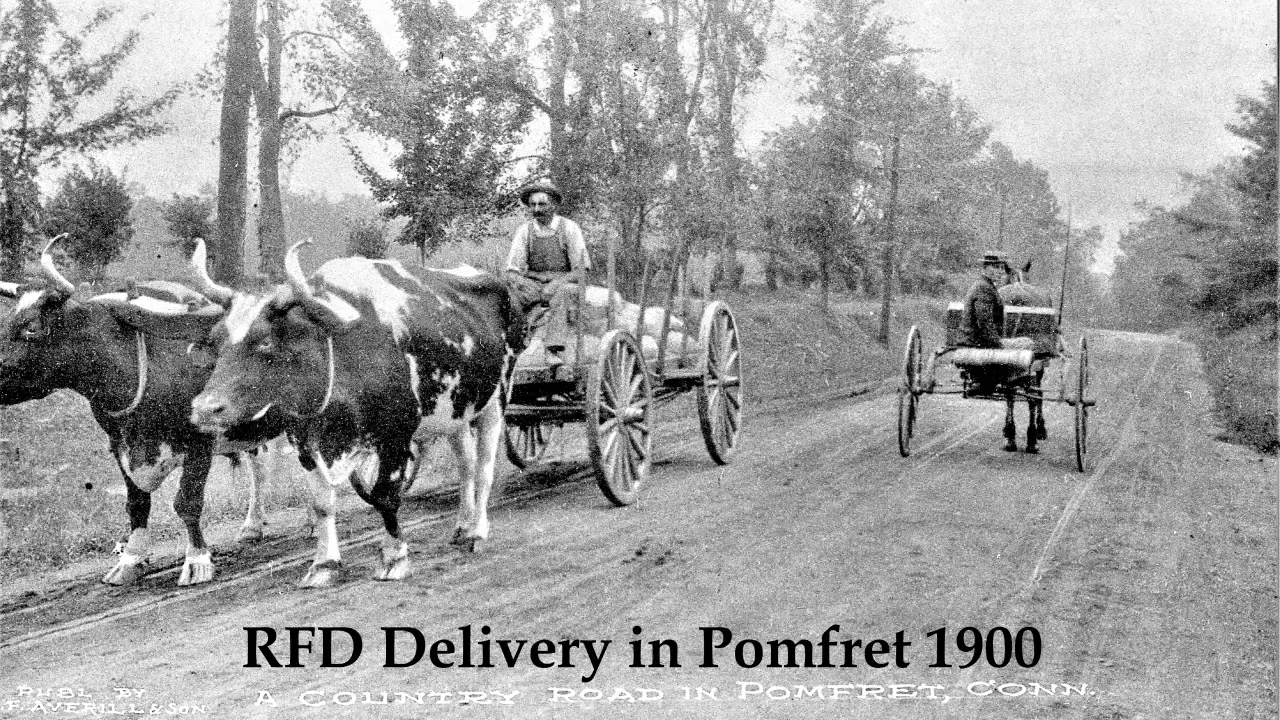 RFD Delivery in Pomfret 1900
A COUNTRY ROAD IN POMFRET, CONN.
PUBL BY
F. AVERILL & SON